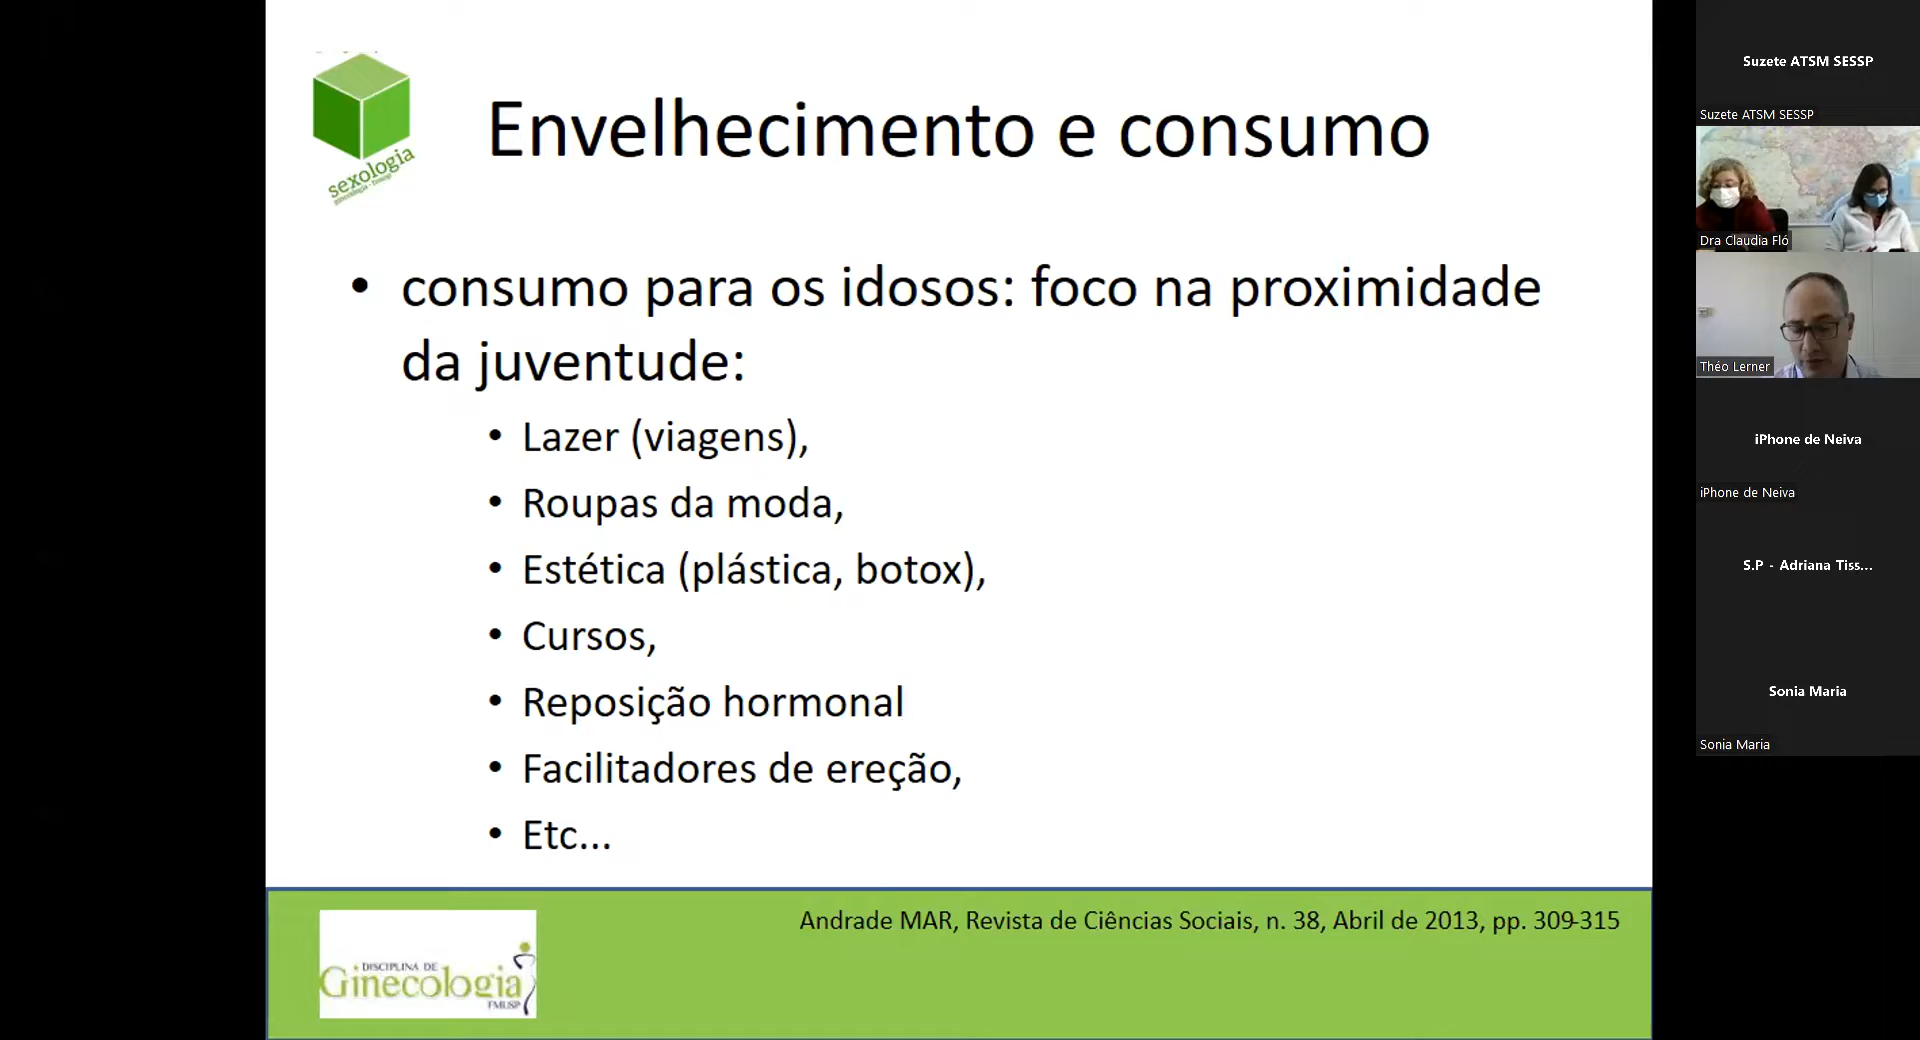 sexologia
Envelhecimento e consumo
• consumo para os idosos: foco na proximidade
da juventude:
• Lazer (viagens),
• Roupas da moda,
• Estética (plástica, botox),
• Cursos,
• Reposição hormonal
• Facilitadores de ereção,
• Etc...
Andrade MAR, Revista de Ciências Sociais, n. 38, Abril de 2013, pp. 309-315
DISCIPLINA DE
Ginecologia
FMUSP
Suzete ATSM SESSP
Suzete ATSM SESSP
Dra Claudia Fló
Théo Lerner
iPhone de Neiva
iPhone de Neiva
S.P - Adriana Tiss...
Sonia Maria
Sonia Maria